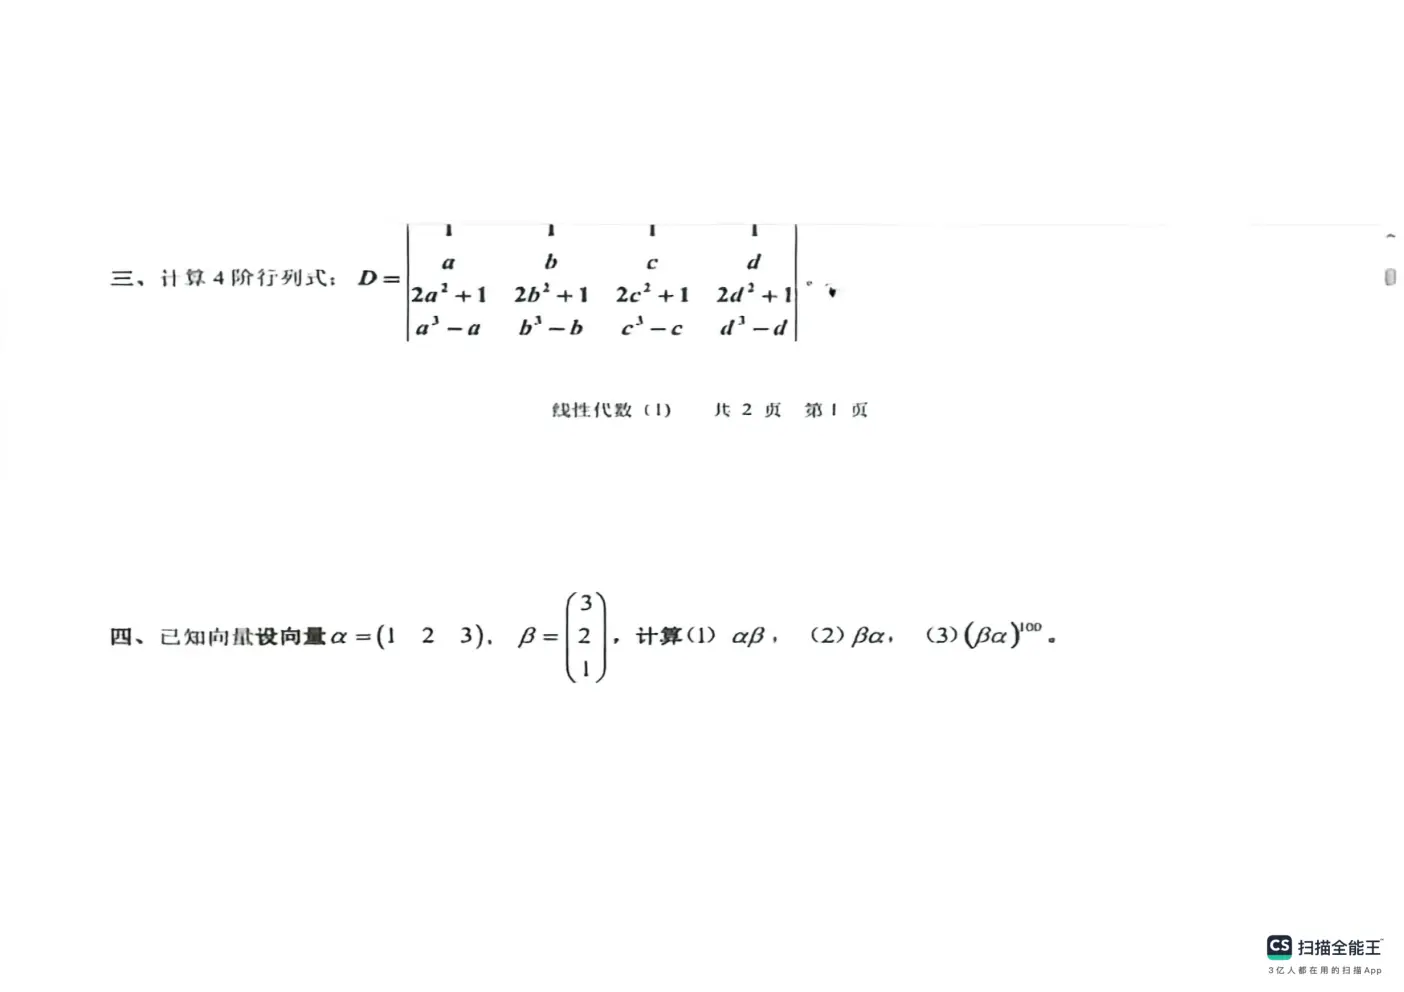 1 1 1 1
a b c d
三、计算4阶行列式：D=
2a²+1 2b²+1 2c²+1 2d²+1 。
a³-a b³-b c³-c d³-d
线性代数（1） 共 2 页 第 1 页
四、已知向量设向量α=(1 2 3)，β=(3 2 1)，计算(1) αβ，（2）βα，（3）(βα)¹⁰⁰。
CS 扫描全能王
3亿人都在用的扫描App